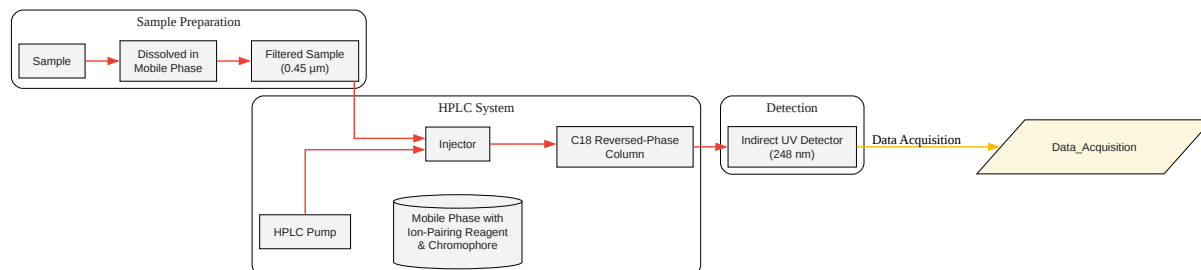 Sample Preparation
Sample
Dissolved in
Mobile Phase
Filtered Sample
(0.45 µm)
HPLC System
Injector
C18 Reversed-Phase
Column
HPLC Pump
Mobile Phase with
Ion-Pairing Reagent
& Chromophore
Detection
Indirect UV Detector
(248 nm)
Data Acquisition
Data_Acquisition